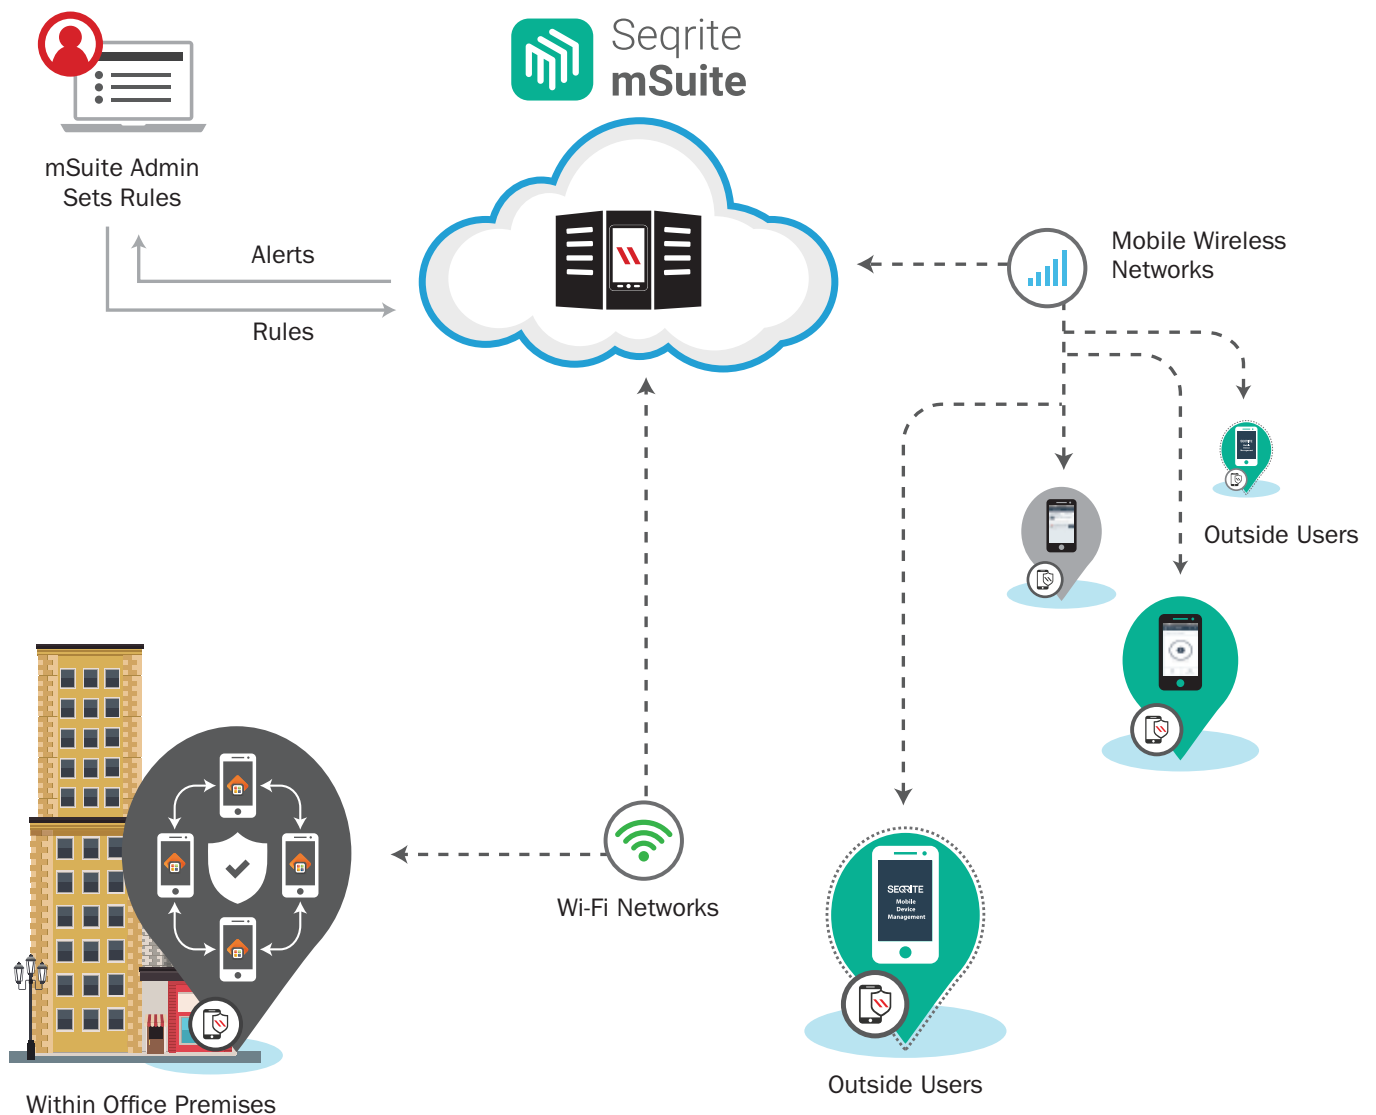 Seqrite
mSuite
mSuite Admin
Sets Rules
Alerts
Rules
Mobile Wireless
Networks
Outside Users
Wi-Fi Networks
SEQRITE
Mobile
Device
Management
Outside Users
Within Office Premises